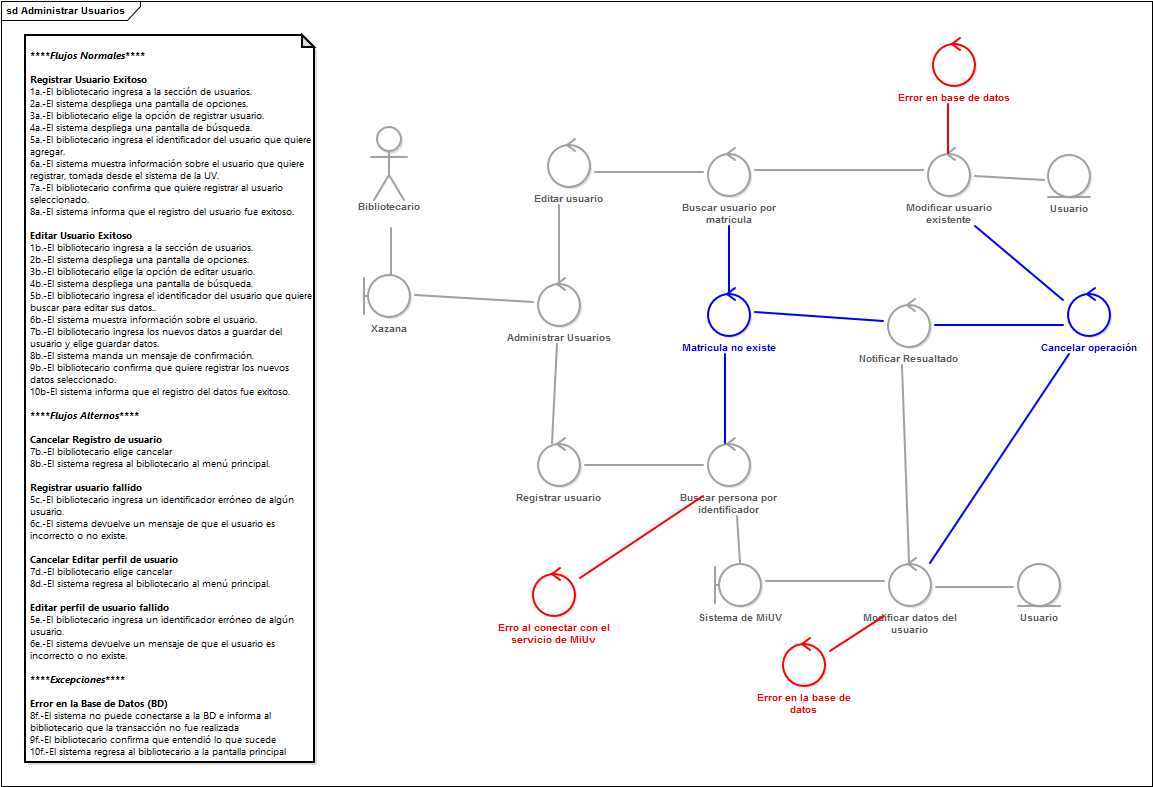 sd Administrar Usuarios
****Flujos Normales****
Registrar Usuario Exitoso
1a.-El bibliotecario ingresa a la sección de usuarios.
2a.-El sistema despliega una pantalla de opciones.
3a.-El bibliotecario elige la opción de registrar usuario.
4a.-El sistema despliega una pantalla de búsqueda.
5a.-El bibliotecario ingresa el identificador del usuario que quiere
agregar.
6a.-El sistema muestra información sobre el usuario que quiere
registrar, tomada desde el sistema de la UV.
7a.-El bibliotecario confirma que quiere registrar al usuario
seleccionado.
8a.-El sistema informa que el registro del usuario fue exitoso.
Editar Usuario Exitoso
1b.-El bibliotecario ingresa a la sección de usuarios.
2b.-El sistema despliega una pantalla de opciones.
3b.-El bibliotecario elige la opción de editar usuario.
4b.-El sistema despliega una pantalla de búsqueda.
5b.-El bibliotecario ingresa el identificador del usuario que quiere
buscar para editar sus datos..
6b.-El sistema muestra información sobre el usuario.
7b.-El bibliotecario ingresa los nuevos datos a guardar del
usuario y elige guardar datos.
8b.-El sistema manda un mensaje de confirmación.
9b.-El bibliotecario confirma que quiere registrar los nuevos
datos seleccionado.
10b-El sistema informa que el registro del datos fue exitoso.
****Flujos Alternos****
Cancelar Registro de usuario
7b.-El bibliotecario elige cancelar
8b.-El sistema regresa al bibliotecario al menú principal.
Registrar usuario fallido
5c.-El bibliotecario ingresa un identificador erróneo de algún
usuario.
6c.-El sistema devuelve un mensaje de que el usuario es
incorrecto o no existe.
Cancelar Editar perfil de usuario
7d.-El bibliotecario elige cancelar
8d.-El sistema regresa al bibliotecario al menú principal.
Editar perfil de usuario fallido
5e.-El bibliotecario ingresa un identificador erróneo de algún
usuario.
6e.-El sistema devuelve un mensaje de que el usuario es
incorrecto o no existe.
****Excepciones****
Error en la Base de Datos (BD)
8f.-El sistema no puede conectarse a la BD e informa al
bibliotecario que la transacción no fue realizada
9f.-El bibliotecario confirma que entendió lo que sucede
10f.-El sistema regresa al bibliotecario a la pantalla principal
Error en base de datos
Bibliotecario
Editar usuario
Buscar usuario por
matricula
Modificar usuario
existente
Usuario
Xazana
Administrar Usuarios
Matricula no existe
Notificar Resualtado
Cancelar operación
Registrar usuario
Buscar persona por
identificador
Erro al conectar con el
servicio de MiUv
Sistema de MiUV
Modificar datos del
usuario
Usuario
Error en la base de
datos